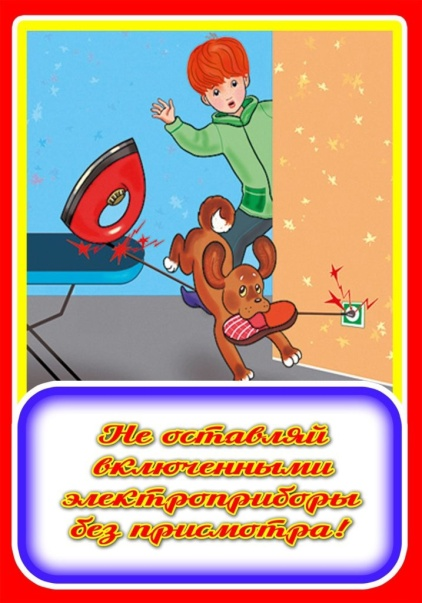 Не оставляй
включенными
электроприборы
без присмотра!